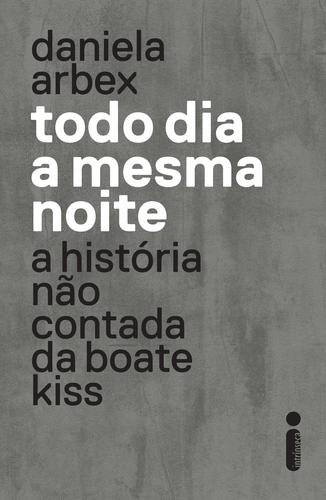 daniela
arbex
todo dia
a mesma
noite
a história
não
contada
da boate
kiss
intrínseca